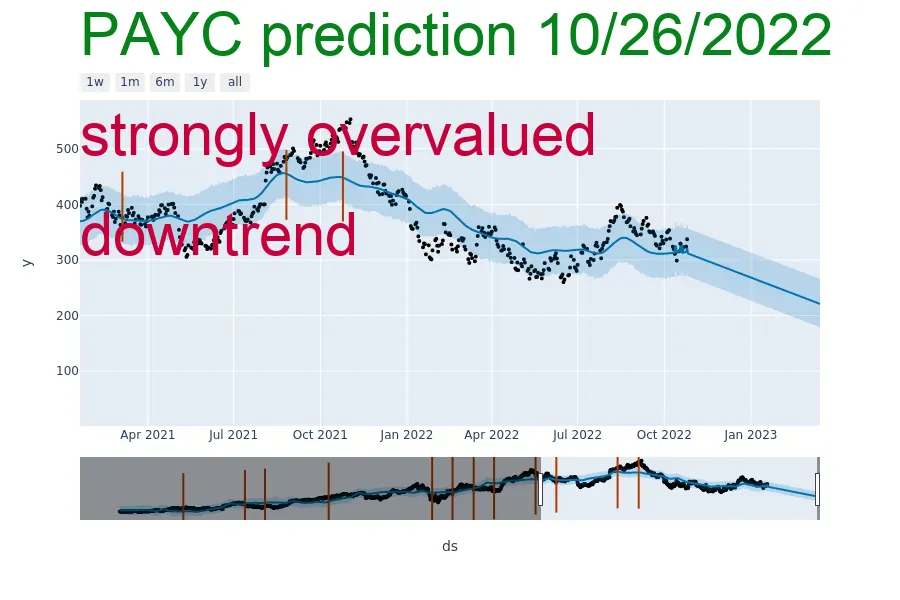 PAYC prediction 10/26/2022
1w 1m 6m 1y all
strongly overvalued
downtrend
500
400
300
200
100
y
Apr 2021 Jul 2021 Oct 2021 Jan 2022 Apr 2022 Jul 2022 Oct 2022 Jan 2023
ds